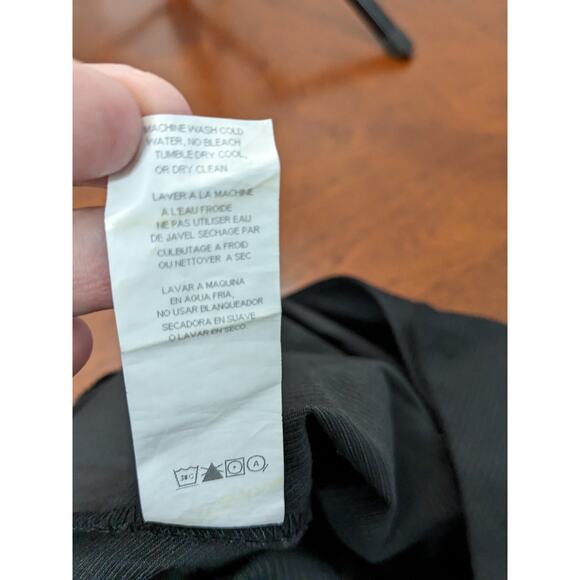 MACHINE WASH COLD
WATER, NO BLEACH
TUMBLE DRY COOL,
OR DRY CLEAN
LAVER A LA MACHINE
A L'EAU FROIDE
NE PAS UTILISER EAU
DE JAVEL SECHAGE PAR
CULBUTAGE A FROID
OU NETTOYER A SEC
LAVAR A MAQUINA
EN AGUA FRIA,
NO USAR BLANQUEADOR
SECADORA EN SUAVE
O LAVAR EN SECO.
A